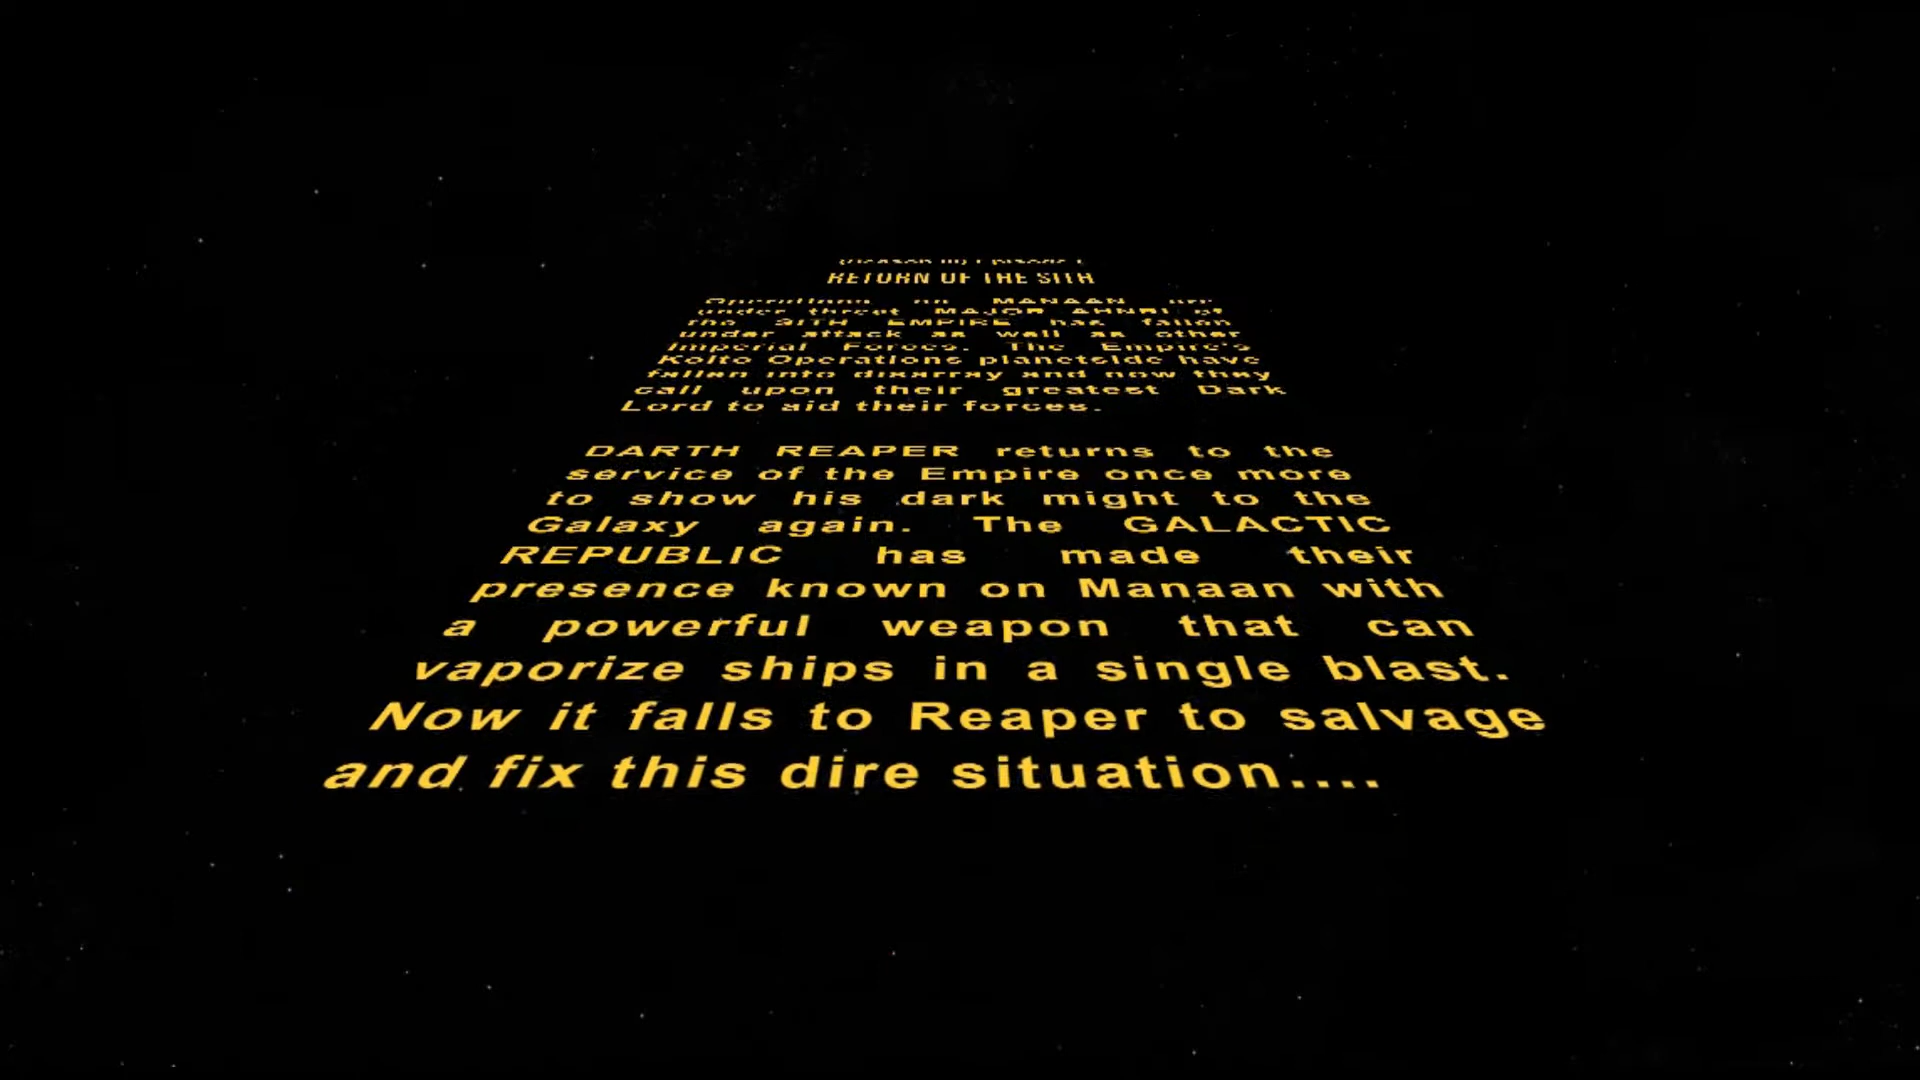 RETURN OF THE SITH
Operations on MANAAN are
under threat MAJOR of
the SITH EMPIRE has fallen
under attack as well as other
Imperial Forces. The Empire's
Kolto Operations planetside have
fallen into disarray and now they
call upon their greatest Dark
Lord to aid their forces.
DARTH REAPER returns to the
service of the Empire once more
to show his dark might to the
Galaxy again. The GALACTIC
REPUBLIC has made their
presence known on Manaan with
a powerful weapon that can
vaporize ships in a single blast.
Now it falls to Reaper to salvage
and fix this dire situation....